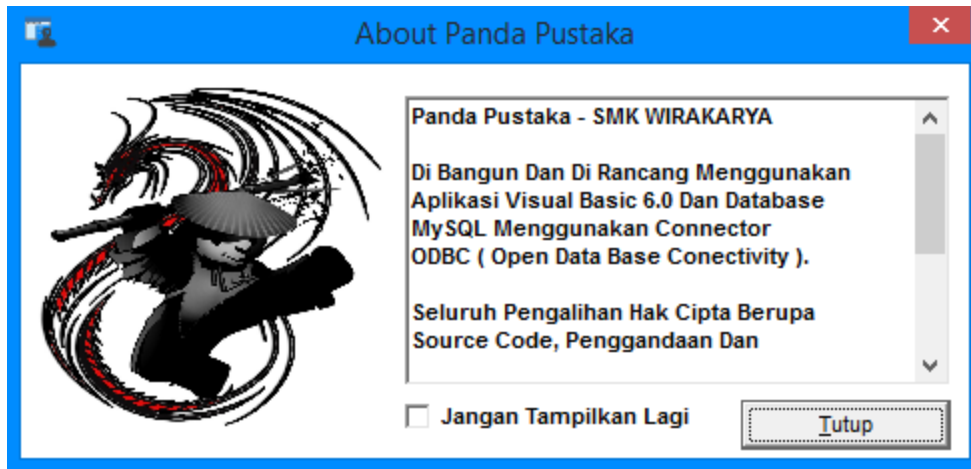 About Panda Pustaka
Panda Pustaka - SMK WIRAKARYA
Di Bangun Dan Di Rancang Menggunakan
Aplikasi Visual Basic 6.0 Dan Database
MySQL Menggunakan Connector
ODBC ( Open Data Base Conectivity ).
Seluruh Pengalihan Hak Cipta Berupa
Source Code, Penggandaan Dan
Jangan Tampilkan Lagi
Tutup